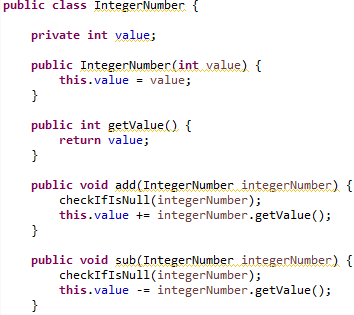 public class IntegerNumber {
private int value;
public IntegerNumber(int value) {
this.value = value;
}
public int getValue() {
return value;
}
public void add(IntegerNumber integerNumber) {
checkIfIsNull(integerNumber);
this.value += integerNumber.getValue();
}
public void sub(IntegerNumber integerNumber) {
checkIfIsNull(integerNumber);
this.value -= integerNumber.getValue();
}